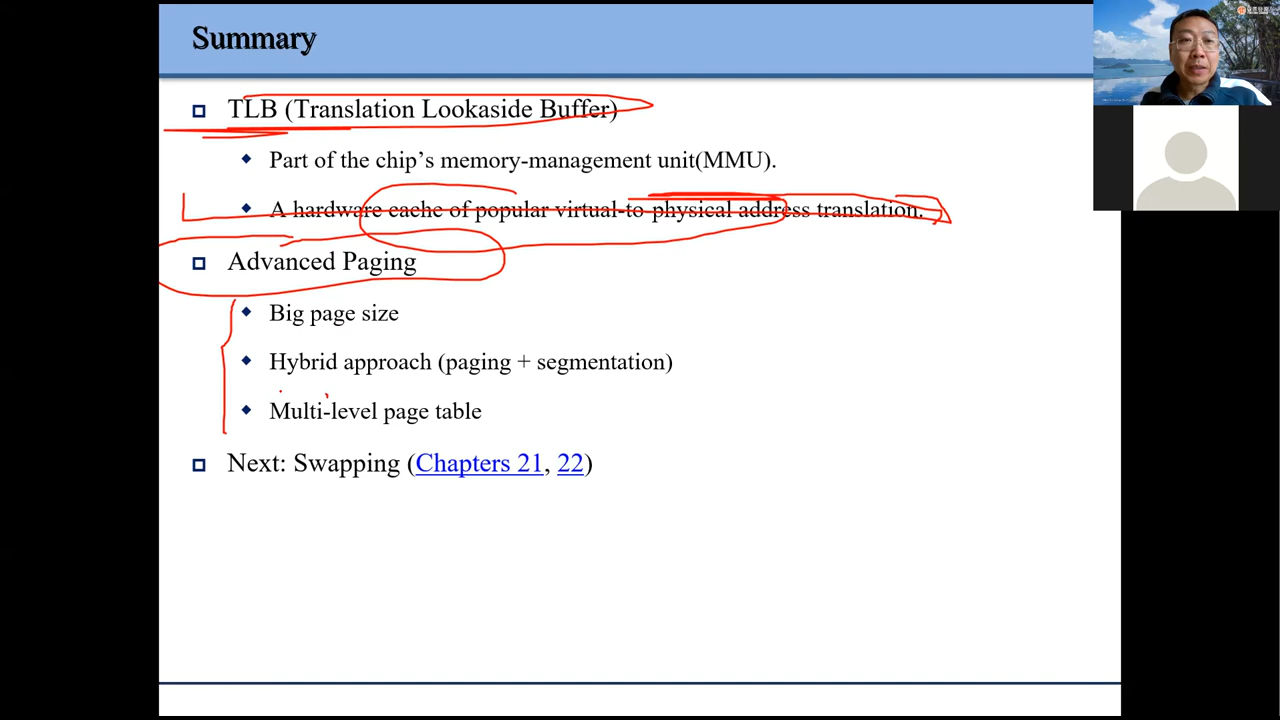 Summary
TLB (Translation Lookaside Buffer)
Part of the chip's memory-management unit(MMU).
A hardware cache of popular virtual-to-physical address translation.
Advanced Paging
Big page size
Hybrid approach (paging + segmentation)
Multi-level page table
Next: Swapping (Chapters 21, 22)